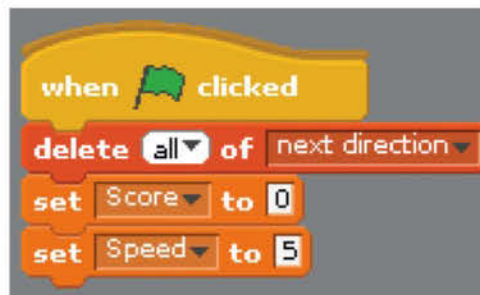 when clicked
delete all of next direction
set Score to 0
set Speed to 5